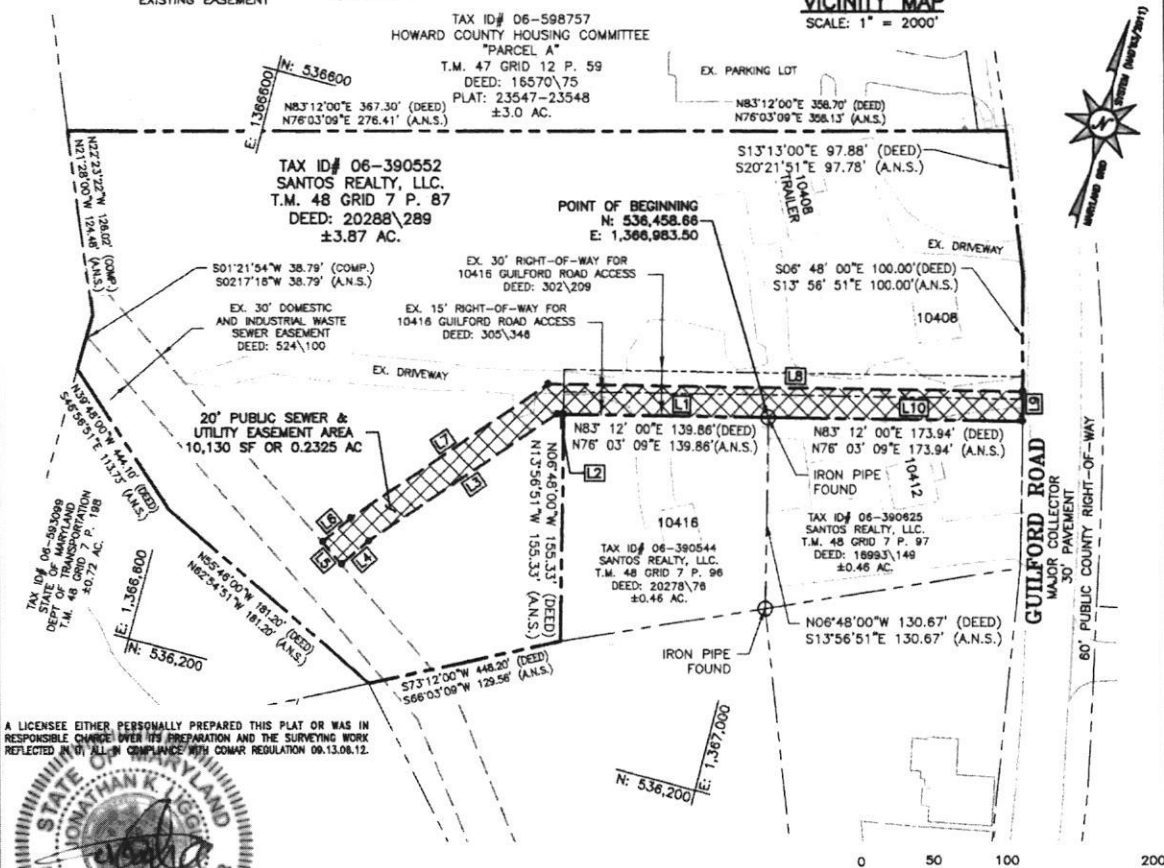 EXISTING EASEMENT
VICINITY MAP
SCALE: 1" = 2000'
TAX ID# 06-598757
HOWARD COUNTY HOUSING COMMITTEE
"PARCEL A"
T.M. 47 GRID 12 P. 59
DEED: 16570\75
PLAT: 23547-23548
±3.0 AC.
N: 536600
E: 1366600
EX. PARKING LOT
N83°12'00"E 367.30' (DEED)
N76°03'09"E 276.41' (A.N.S.)
N83°12'00"E 358.70' (DEED)
N76°03'09"E 358.13' (A.N.S.)
MARYLAND GRID
SYSTEM (NAD'83/2011)
N
S13°13'00"E 97.88' (DEED)
S20°21'51"E 97.78' (A.N.S.)
TAX ID# 06-390552
SANTOS REALTY, LLC.
T.M. 48 GRID 7 P. 87
DEED: 20288\289
±3.87 AC.
N22°23'22"W 126.02' (COMP.)
N21°28'00"W 124.48' (A.N.S.)
10408
TRAILER
POINT OF BEGINNING
N: 536,458.66
E: 1,366,983.50
EX. DRIVEWAY
S01°21'54"W 38.79' (COMP.)
S0217'18"W 38.79' (A.N.S.)
EX. 30' RIGHT-OF-WAY FOR
10416 GUILFORD ROAD ACCESS
DEED: 302\209
S06° 48' 00"E 100.00'(DEED)
S13° 56' 51"E 100.00'(A.N.S.)
EX. 30' DOMESTIC
AND INDUSTRIAL WASTE
SEWER EASEMENT
DEED: 524\100
EX. 15' RIGHT-OF-WAY FOR
10416 GUILFORD ROAD ACCESS
DEED: 305\348
10408
EX. DRIVEWAY
L8
L1
L10
L9
20' PUBLIC SEWER &
UTILITY EASEMENT AREA
10,130 SF OR 0.2325 AC
L7
L3
L2
N83° 12' 00"E 139.86'(DEED)
N76° 03' 09"E 139.86'(A.N.S.)
N83° 12' 00"E 173.94' (DEED)
N76° 03' 09"E 173.94' (A.N.S.)
N39°48'00"W 444.10' (DEED)
S46°56'51"E 113.73' (A.N.S.)
IRON PIPE
FOUND
10412
L6
L5
L4
N06°48'00"W 155.33' (DEED)
N13°56'51"W 155.33' (A.N.S.)
10416
TAX ID# 06-390544
SANTOS REALTY, LLC.
T.M. 48 GRID 7 P. 96
DEED: 20278\76
±0.46 AC.
TAX ID# 06-390625
SANTOS REALTY, LLC.
T.M. 48 GRID 7 P. 97
DEED: 16993\149
±0.46 AC.
GUILFORD ROAD
MAJOR COLLECTOR
30' PAVEMENT
60' PUBLIC COUNTY RIGHT-OF-WAY
TAX ID# 06-593099
STATE OF MARYLAND
DEPT OF TRANSPORTATION
T.M. 48 GRID 7 P. 198
±0.72 AC.
N55°46'00"W 181.20' (DEED)
N62°54'51"W 181.20' (A.N.S.)
E: 1,366,600
N: 536,200
N06°48'00"W 130.67' (DEED)
S13°56'51"E 130.67' (A.N.S.)
IRON PIPE
FOUND
S73°12'00"W 448.20' (DEED)
S66°03'09"W 129.56' (A.N.S.)
A LICENSEE EITHER PERSONALLY PREPARED THIS PLAT OR WAS IN
RESPONSIBLE CHARGE OVER ITS PREPARATION AND THE SURVEYING WORK
REFLECTED IN IT, ALL IN COMPLIANCE WITH COMAR REGULATION 09.13.06.12.
N: 536,200
E: 1,367,000
STATE OF MARYLAND
JONATHAN K.
0 50 100 200